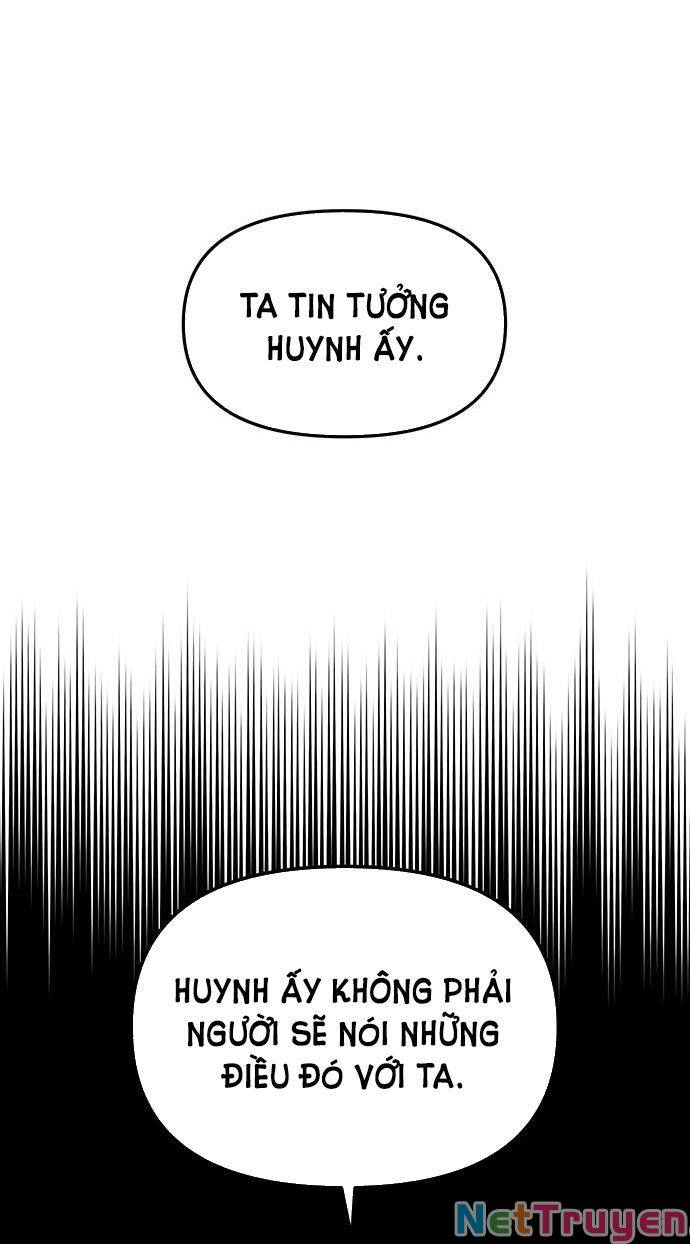 TA TIN TƯỞNG
HUYNH ẤY.
HUYNH ẤY KHÔNG PHẢI
NGƯỜI SẼ NÓI NHỮNG
ĐIỀU ĐÓ VỚI TA.
NetTruyen